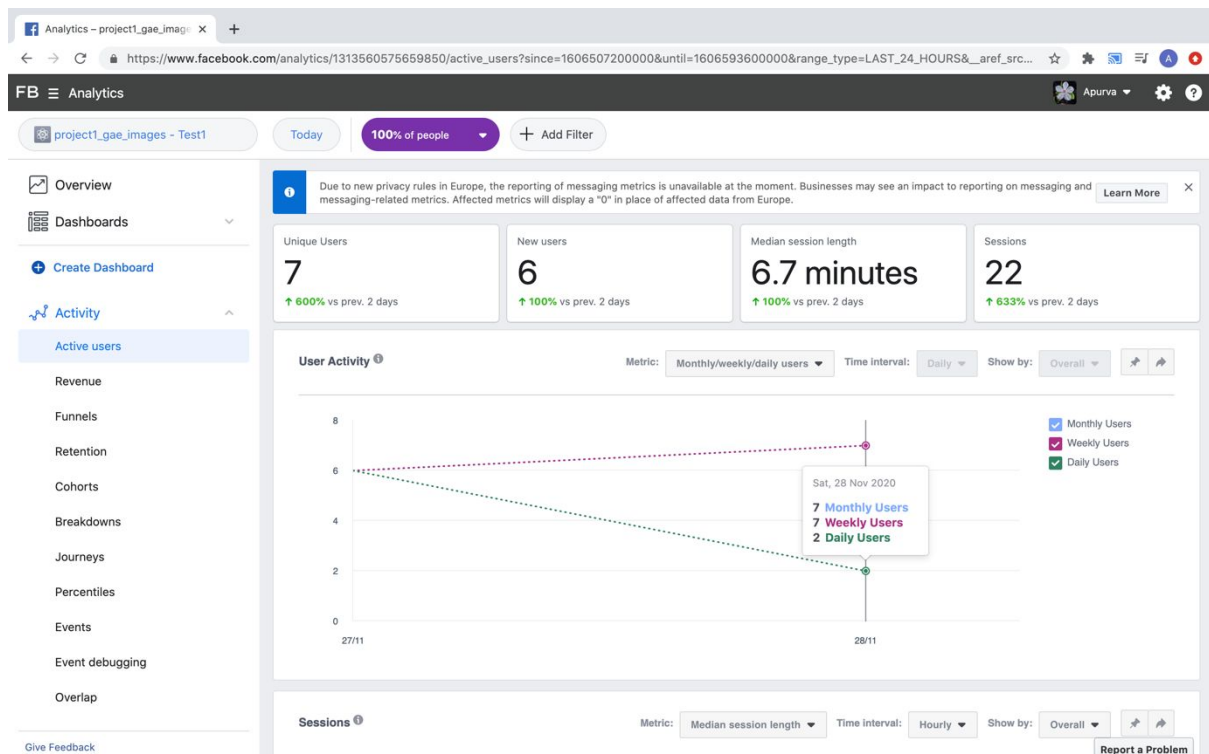 Analytics – project1_gae_image
https://www.facebook.com/analytics/1313560575659850/active_users?since=1606507200000&until=1606593600000&range_type=LAST_24_HOURS&__aref_src...
A
FB Analytics
Apurva
project1_gae_images - Test1
Today
100% of people
Add Filter
Overview
Dashboards
Create Dashboard
Activity
Active users
Revenue
Funnels
Retention
Cohorts
Breakdowns
Journeys
Percentiles
Events
Event debugging
Overlap
Give Feedback
Due to new privacy rules in Europe, the reporting of messaging metrics is unavailable at the moment. Businesses may see an impact to reporting on messaging and
messaging-related metrics. Affected metrics will display a "0" in place of affected data from Europe.
Learn More
Unique Users
7
↑ 600% vs prev. 2 days
New users
6
↑ 100% vs prev. 2 days
Median session length
6.7 minutes
↑ 100% vs prev. 2 days
Sessions
22
↑ 633% vs prev. 2 days
User Activity
Metric: Monthly/weekly/daily users
Time interval: Daily
Show by: Overall
8
6
4
2
0
27/11
28/11
Sat, 28 Nov 2020
7 Monthly Users
7 Weekly Users
2 Daily Users
Monthly Users
Weekly Users
Daily Users
Sessions
Metric: Median session length
Time interval: Hourly
Show by: Overall
Report a Problem